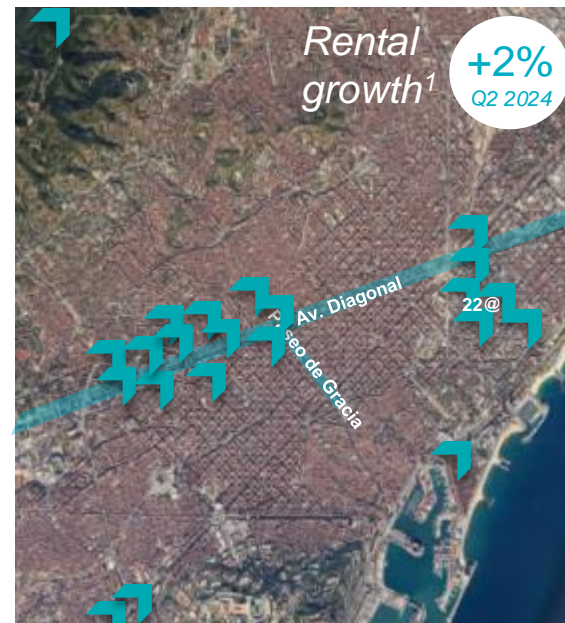 Rental
growth1
+2%
Q2 2024
Av. Diagonal
22@
Paseo de Gracia